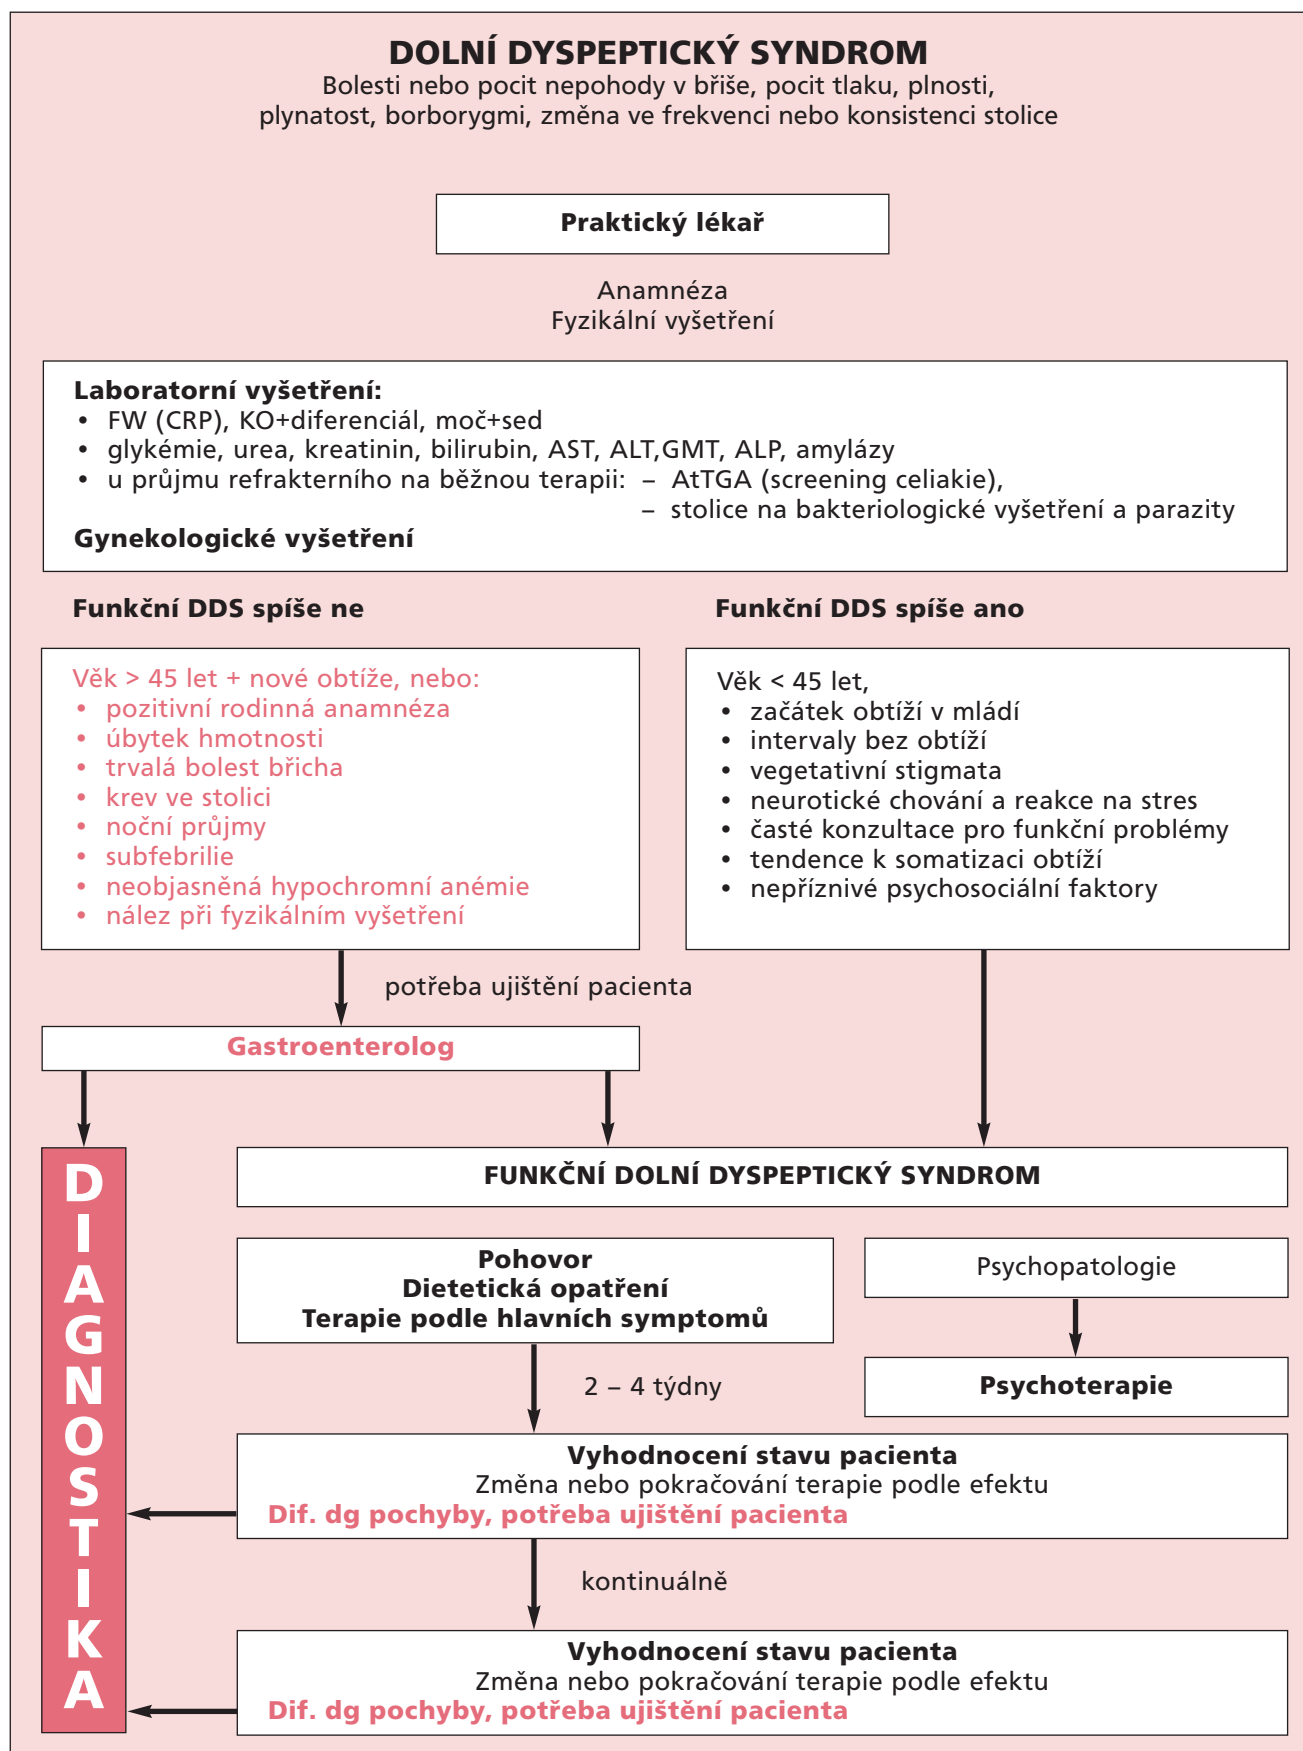 DOLNÍ DYSPEPTICKÝ SYNDROM
Bolesti nebo pocit nepohody v břiše, pocit tlaku, plnosti,
plynatost, borborygmi, změna ve frekvenci nebo konsistenci stolice
Praktický lékař
Anamnéza
Fyzikální vyšetření
Laboratorní vyšetření:
• FW (CRP), KO+diferenciál, moč+sed
• glykémie, urea, kreatinin, bilirubin, AST, ALT,GMT, ALP, amylázy
• u průjmu refrakterního na běžnou terapii: – AtTGA (screening celiakie),
– stolice na bakteriologické vyšetření a parazity
Gynekologické vyšetření
Funkční DDS spíše ne
Věk > 45 let + nové obtíže, nebo:
• pozitivní rodinná anamnéza
• úbytek hmotnosti
• trvalá bolest břicha
• krev ve stolici
• noční průjmy
• subfebrilie
• neobjasněná hypochromní anémie
• nález při fyzikálním vyšetření
Funkční DDS spíše ano
Věk < 45 let,
• začátek obtíží v mládí
• intervaly bez obtíží
• vegetativní stigmata
• neurotické chování a reakce na stres
• časté konzultace pro funkční problémy
• tendence k somatizaci obtíží
• nepříznivé psychosociální faktory
potřeba ujištění pacienta
Gastroenterolog
DIAGNOSTIKA
FUNKČNÍ DOLNÍ DYSPEPTICKÝ SYNDROM
Pohovor
Dietetická opatření
Terapie podle hlavních symptomů
Psychopatologie
Psychoterapie
2 – 4 týdny
Vyhodnocení stavu pacienta
Změna nebo pokračování terapie podle efektu
Dif. dg pochyby, potřeba ujištění pacienta
kontinuálně
Vyhodnocení stavu pacienta
Změna nebo pokračování terapie podle efektu
Dif. dg pochyby, potřeba ujištění pacienta